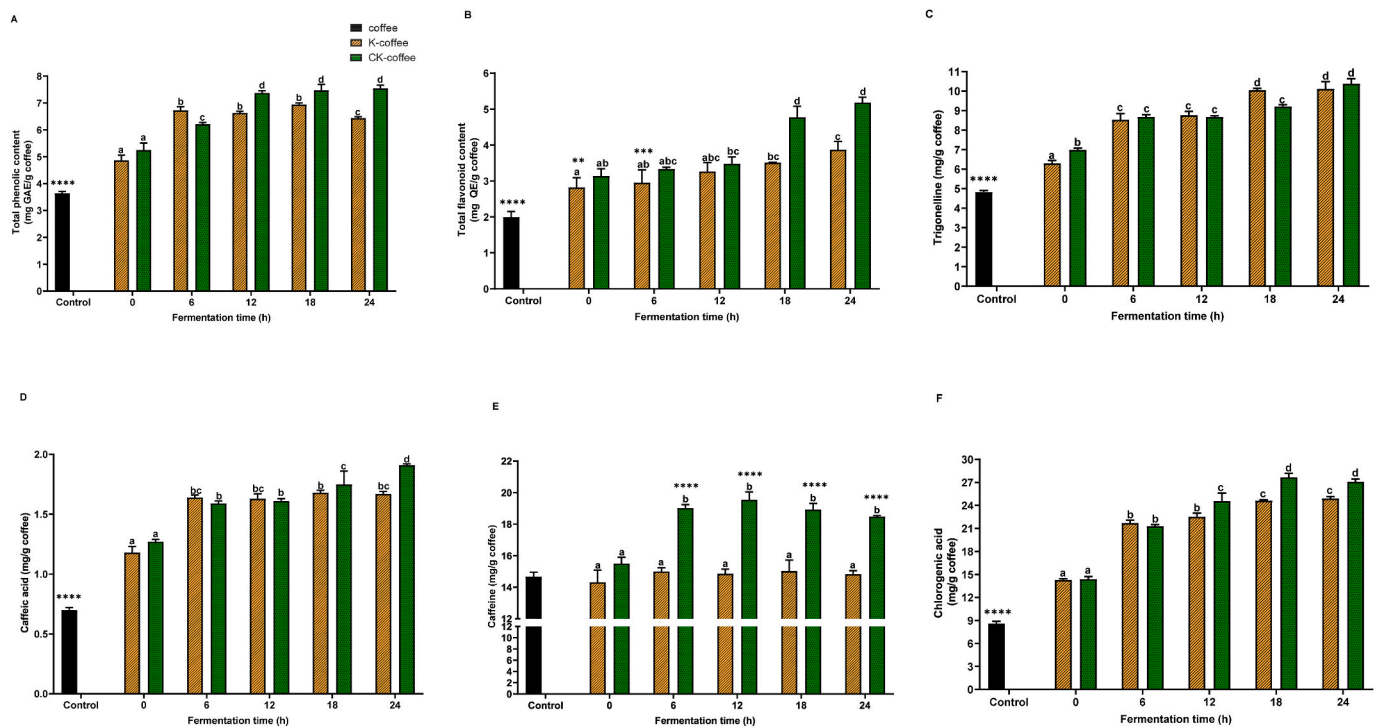 A
coffee
K-coffee
CK-coffee
Total phenolic content
(mg GAE/g coffee)
8
7
6
5
4
3
2
1
0
****
a
a
b
c
b
d
b
d
c
d
Control
0
6
12
18
24
Fermentation time (h)
B
Total flavonoid content
(mg QE/g coffee)
6
5
4
3
2
1
0
****
**
a
ab
***
ab
abc
abc
bc
bc
d
c
d
Control
0
6
12
18
24
Fermentation time (h)
C
Trigonelline (mg/g coffee)
11
10
9
8
7
6
5
4
3
2
1
0
****
a
b
c
c
c
c
d
c
d
d
Control
0
6
12
18
24
Fermentation time (h)
D
Caffeic acid (mg/g coffee)
2.0
1.5
1.0
0.5
0.0
****
a
a
bc
b
bc
b
bc
c
bc
d
Control
0
6
12
18
24
Fermentation time (h)
E
Caffeine (mg/g coffee)
22
20
18
16
14
12
12
10
8
6
4
2
0
a
a
a
****
b
a
****
b
a
****
b
a
****
b
Control
0
6
12
18
24
Fermentation time (h)
F
Chlorogenic acid
(mg/g coffee)
30
27
24
21
18
15
12
9
6
3
0
****
a
a
b
b
b
c
c
d
c
d
Control
0
6
12
18
24
Fermentation time (h)